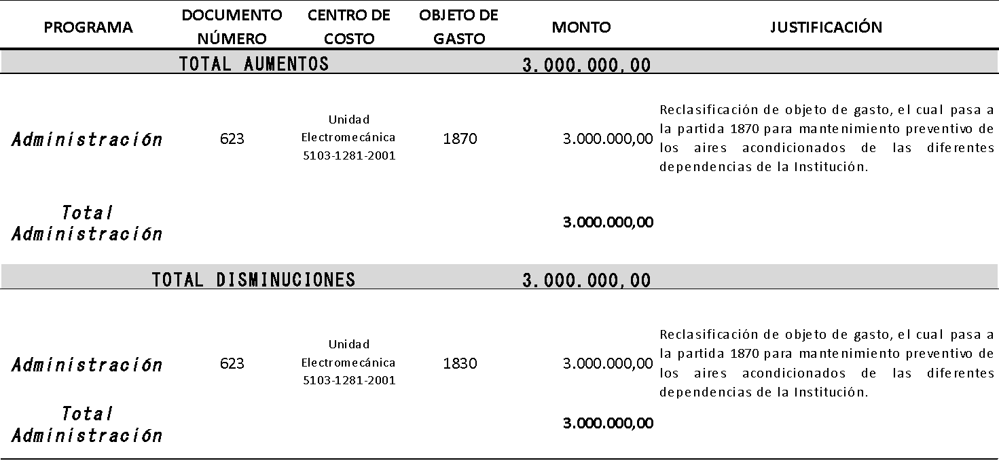 PROGRAMA DOCUMENTO NÚMERO CENTRO DE COSTO OBJETO DE GASTO MONTO JUSTIFICACIÓN
TOTAL AUMENTOS 3.000.000,00
Administración 623 Unidad Electromecánica 5103-1281-2001 1870 3.000.000,00
Reclasificación de objeto de gasto, el cual pasa a
la partida 1870 para mantenimiento preventivo de
los aires acondicionados de las diferentes
dependencias de la Institución.
Total
Administración 3.000.000,00
TOTAL DISMINUCIONES 3.000.000,00
Administración 623 Unidad Electromecánica 5103-1281-2001 1830 3.000.000,00
Reclasificación de objeto de gasto, el cual pasa a
la partida 1870 para mantenimiento preventivo de
los aires acondicionados de las diferentes
dependencias de la Institución.
Total
Administración 3.000.000,00